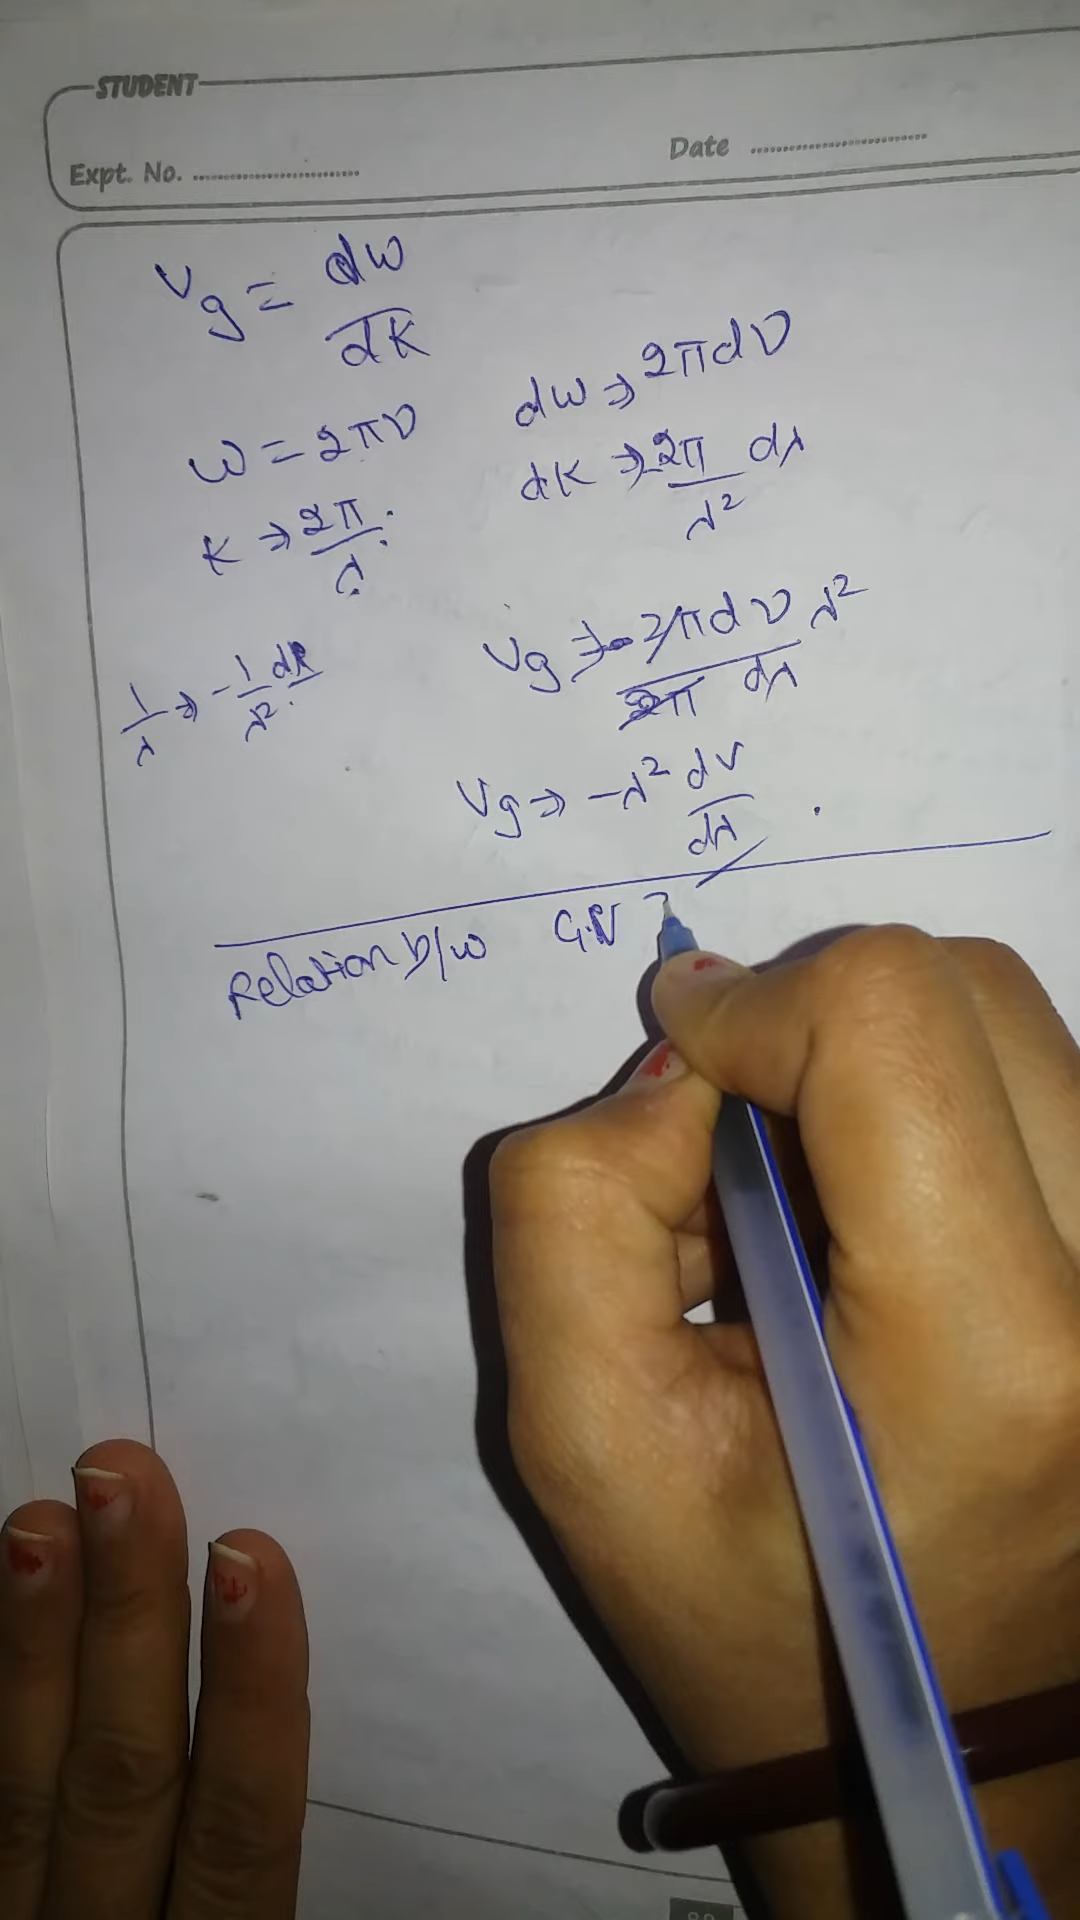 STUDENT
Expt. No. ........................... Date ...........................
Vg = dω/dK
ω = 2πν dω ⇒ 2πdν
K ⇒ 2π/λ dK ⇒ -2π/λ² dλ
1/λ ⇒ -1/λ² Vg ⇒ -2πdν λ²/2π dλ
Vg ⇒ -λ² dν/dλ
Relation b/w G.V